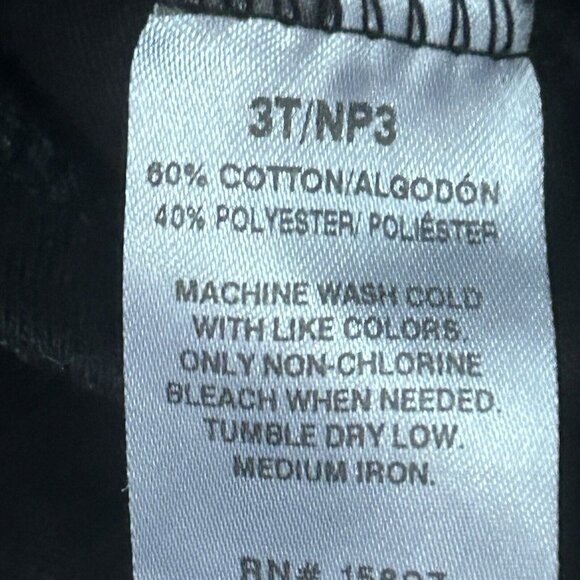 3T/NP3
60% COTTON/ALGODÓN
40% POLYESTER/ POLIÉSTER
MACHINE WASH COLD
WITH LIKE COLORS.
ONLY NON-CHLORINE
BLEACH WHEN NEEDED.
TUMBLE DRY LOW.
MEDIUM IRON.
RN#